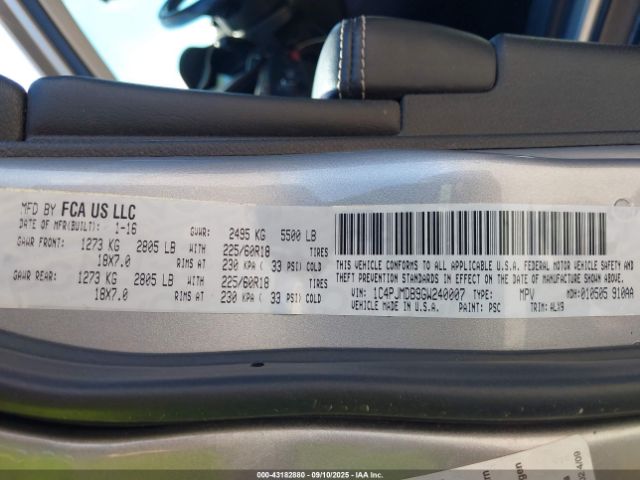 MFD BY FCA US LLC
DATE OF MFR(BUILT): 1-16 GVWR: 2495 KG 5500 LB
GAWR FRONT: 1273 KG 2805 LB WITH 225/60R18 TIRES
18X7.0 RIMS AT 230 KPA ( 33 PSI) COLD
GAWR REAR: 1273 KG 2805 LB WITH 225/60R18 TIRES
18X7.0 RIMS AT 230 KPA ( 33 PSI) COLD
THIS VEHICLE CONFORMS TO ALL APPLICABLE U.S.A. FEDERAL MOTOR VEHICLE SAFETY AND
THEFT PREVENTION STANDARDS IN EFFECT ON THE DATE OF MANUFACTURE SHOWN ABOVE.
VIN: 1C4PJMDB9GW240007 TYPE: MPV MDH:010505 910AA
VEHICLE MADE IN U.S.A. PAINT: PSC TRIM:
02-4/09
000-43182880 - 09/10/2025 - IAAI.COM